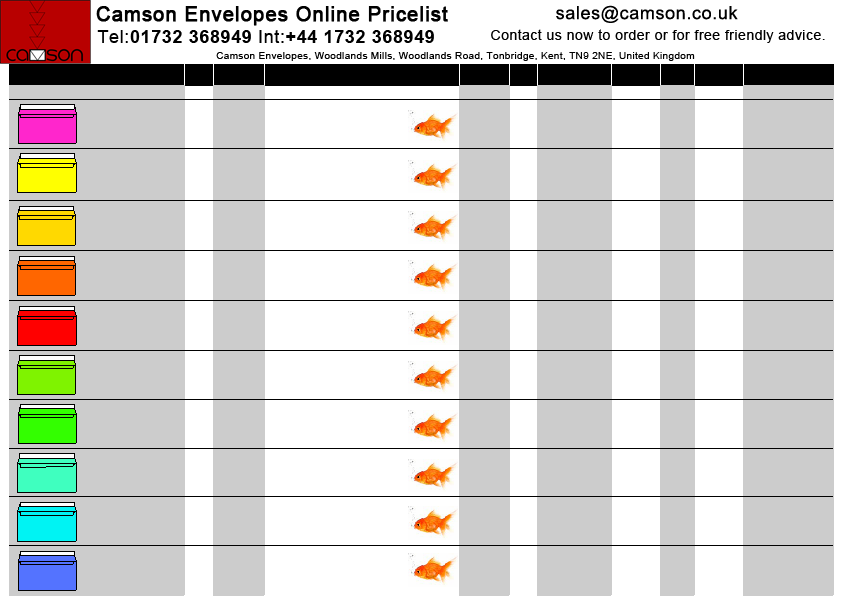 Camson Envelopes Online Pricelist
sales@camson.co.uk
Tel:01732 368949 Int:+44 1732 368949
Contact us now to order or for free friendly advice.
camson
Camson Envelopes, Woodlands Mills, Woodlands Road, Tonbridge, Kent, TN9 2NE, United Kingdom